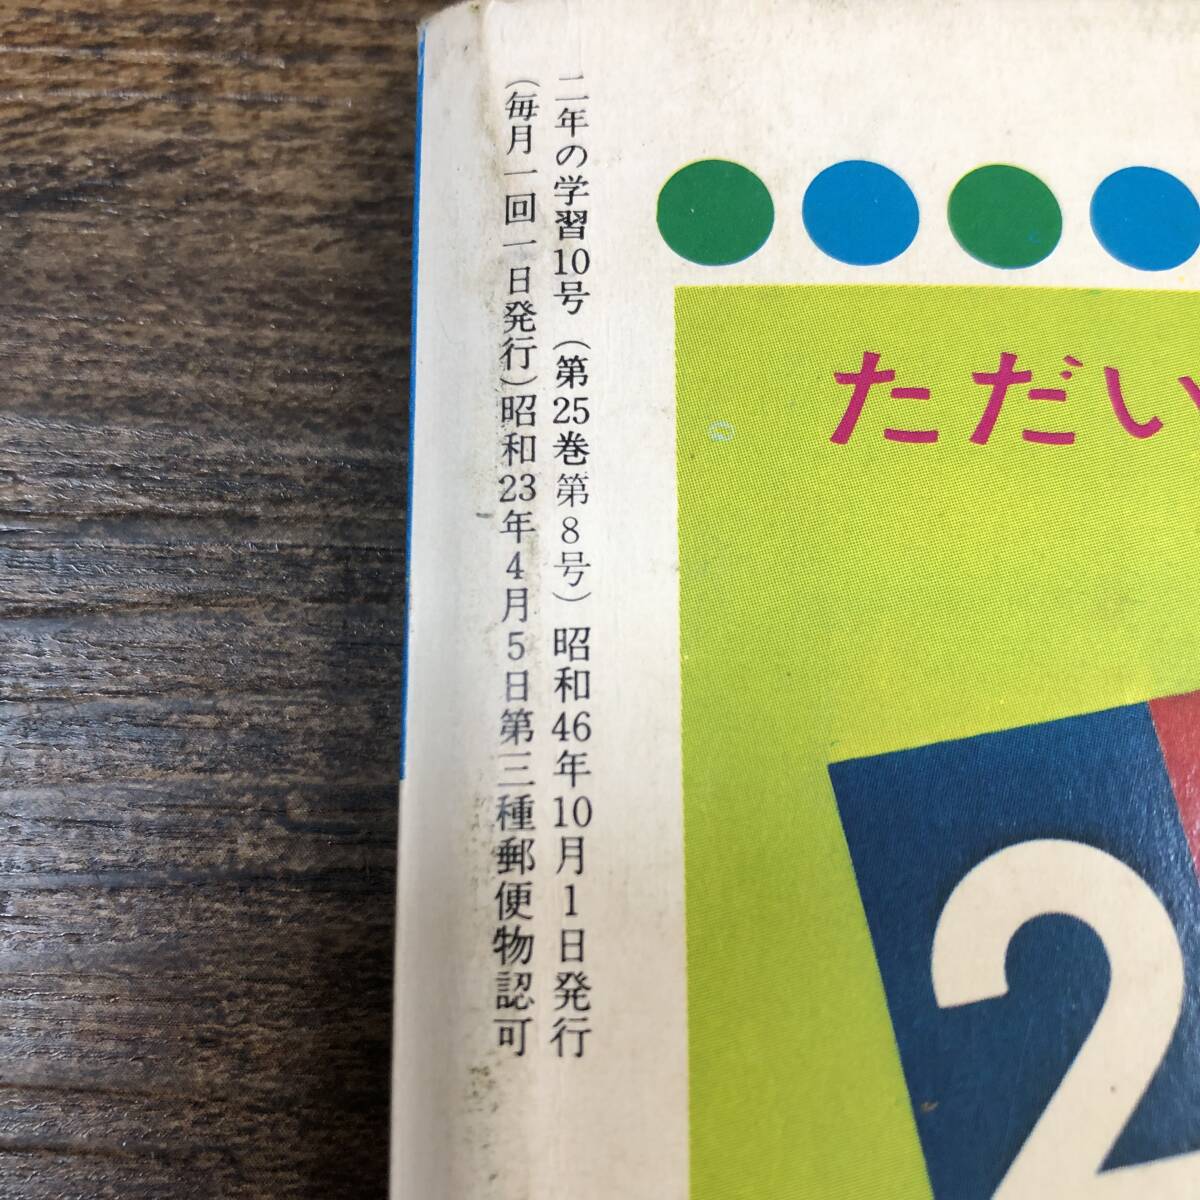 二年の学習10号（第25巻第8号）昭和46年10月1日発行
（毎月一回一日発行）昭和23年4月5日第三種郵便物認可
ただい
2